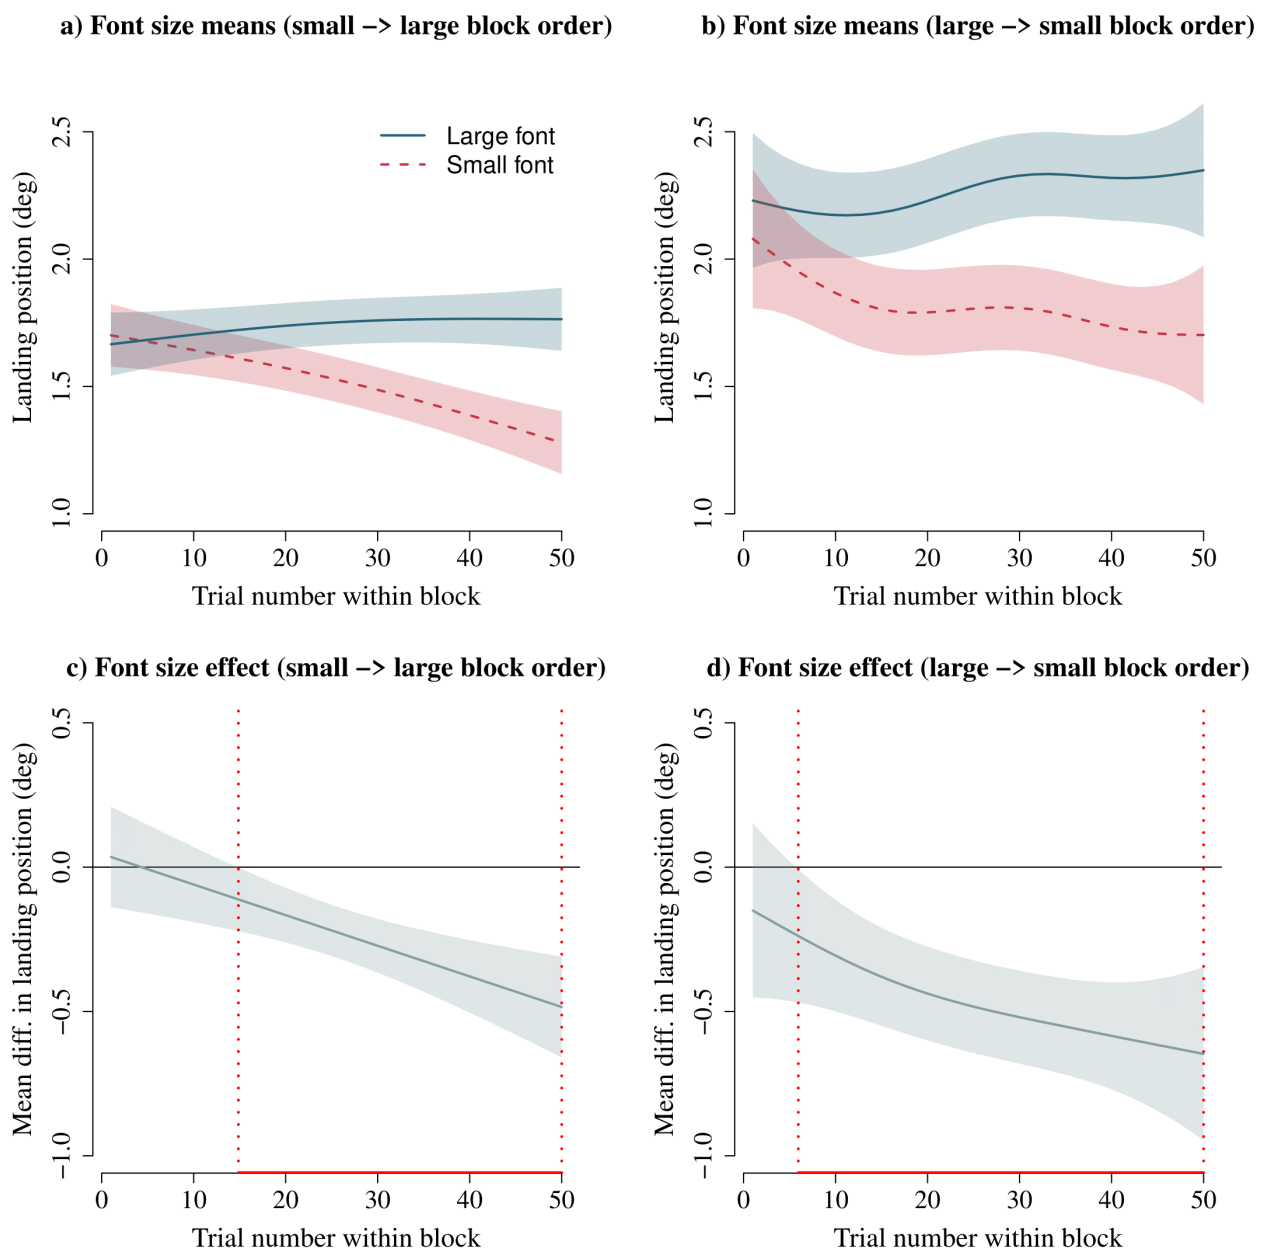 a) Font size means (small −> large block order)
b) Font size means (large −> small block order)
Landing position (deg)
2.5
2.0
1.5
1.0
Large font
Small font
0 10 20 30 40 50
Trial number within block
Landing position (deg)
2.5
2.0
1.5
1.0
0 10 20 30 40 50
Trial number within block
c) Font size effect (small −> large block order)
d) Font size effect (large −> small block order)
Mean diff. in landing position (deg)
0.5
0.0
−0.5
−1.0
0 10 20 30 40 50
Trial number within block
Mean diff. in landing position (deg)
0.5
0.0
−0.5
−1.0
0 10 20 30 40 50
Trial number within block